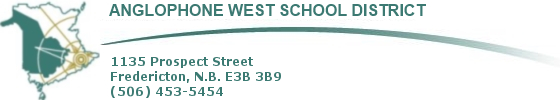 ANGLOPHONE WEST SCHOOL DISTRICT
1135 Prospect Street
Fredericton, N.B. E3B 3B9
(506) 453-5454